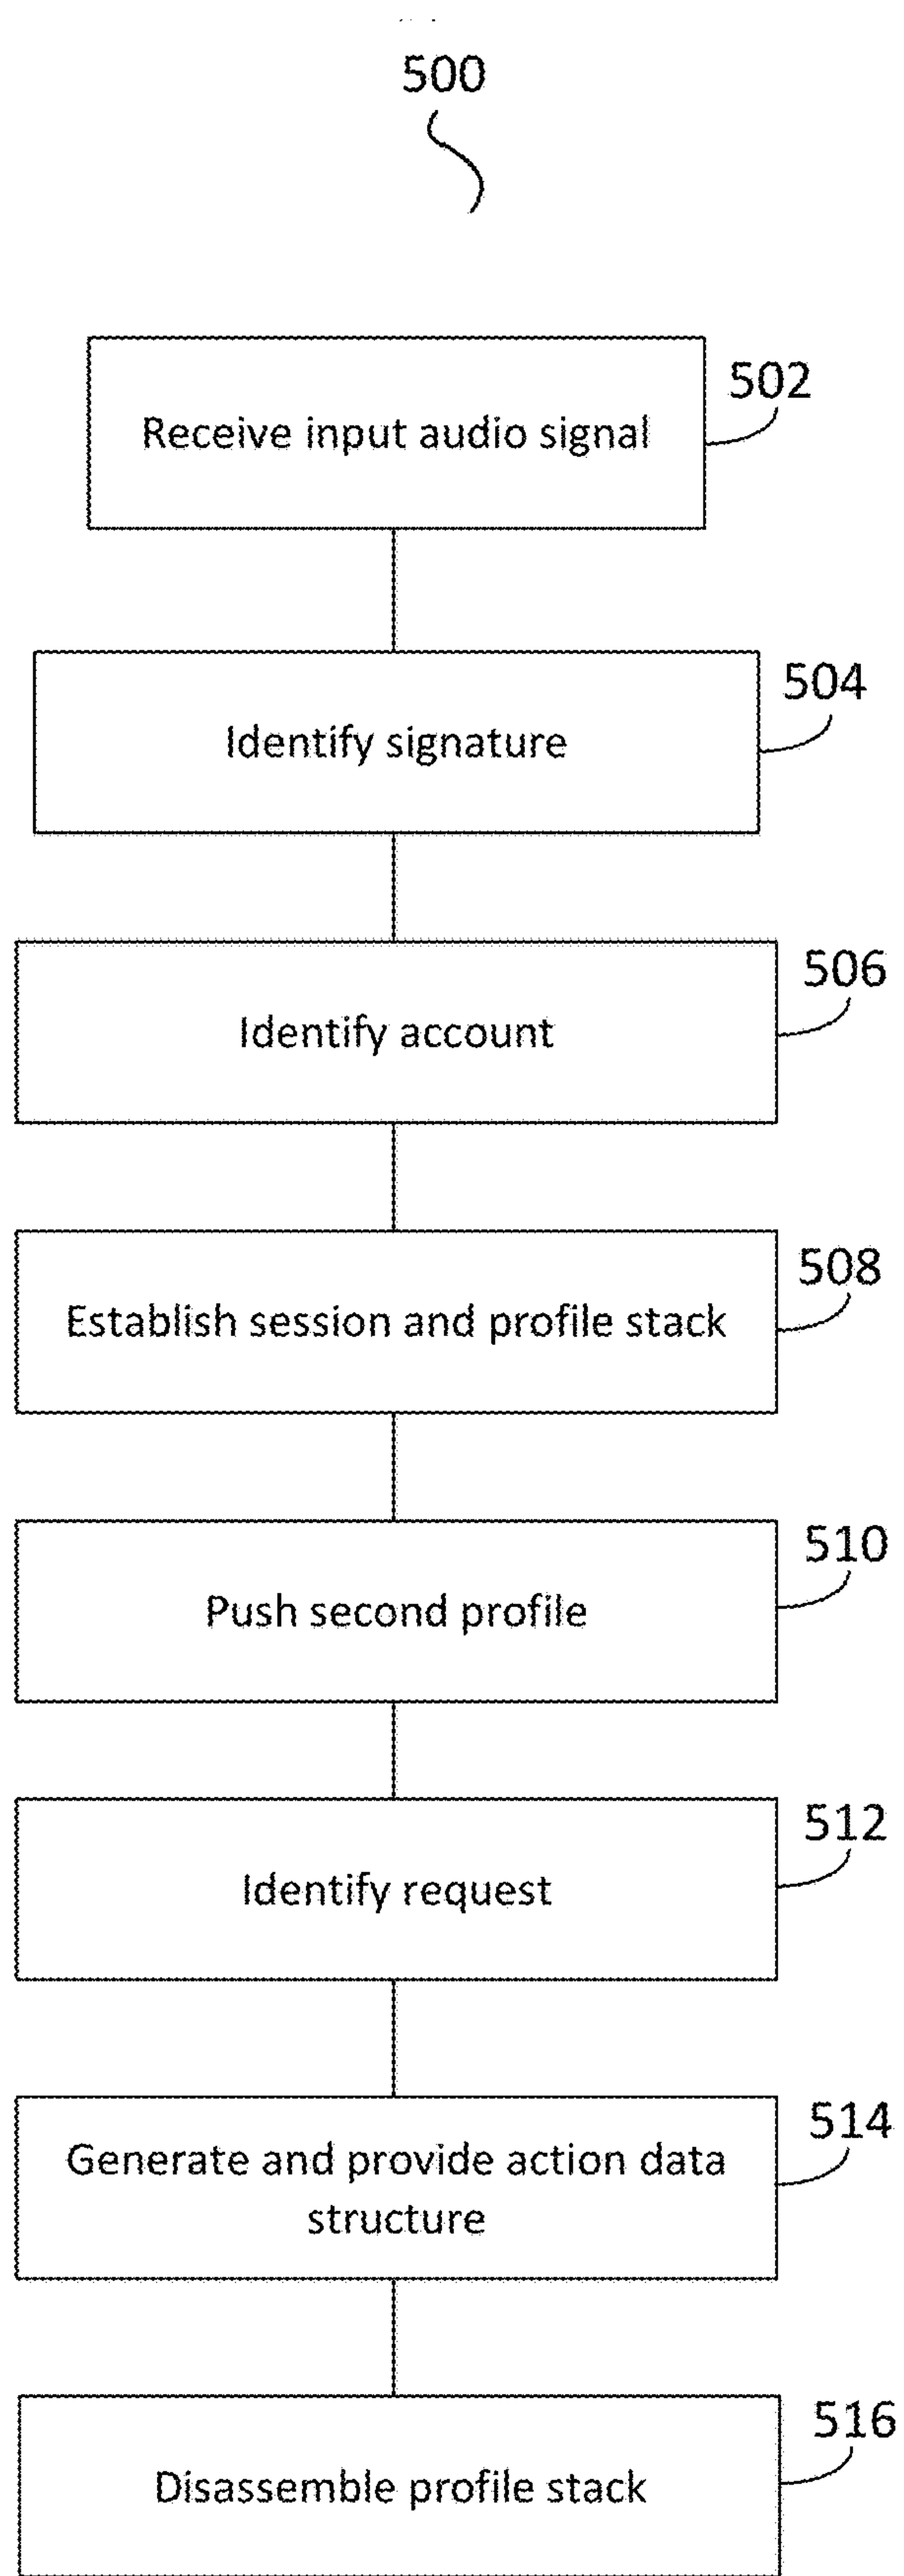 500
Receive input audio signal
502
Identify signature
504
Identify account
506
Establish session and profile stack
508
Push second profile
510
Identify request
512
Generate and provide action data
structure
514
Disassemble profile stack
516